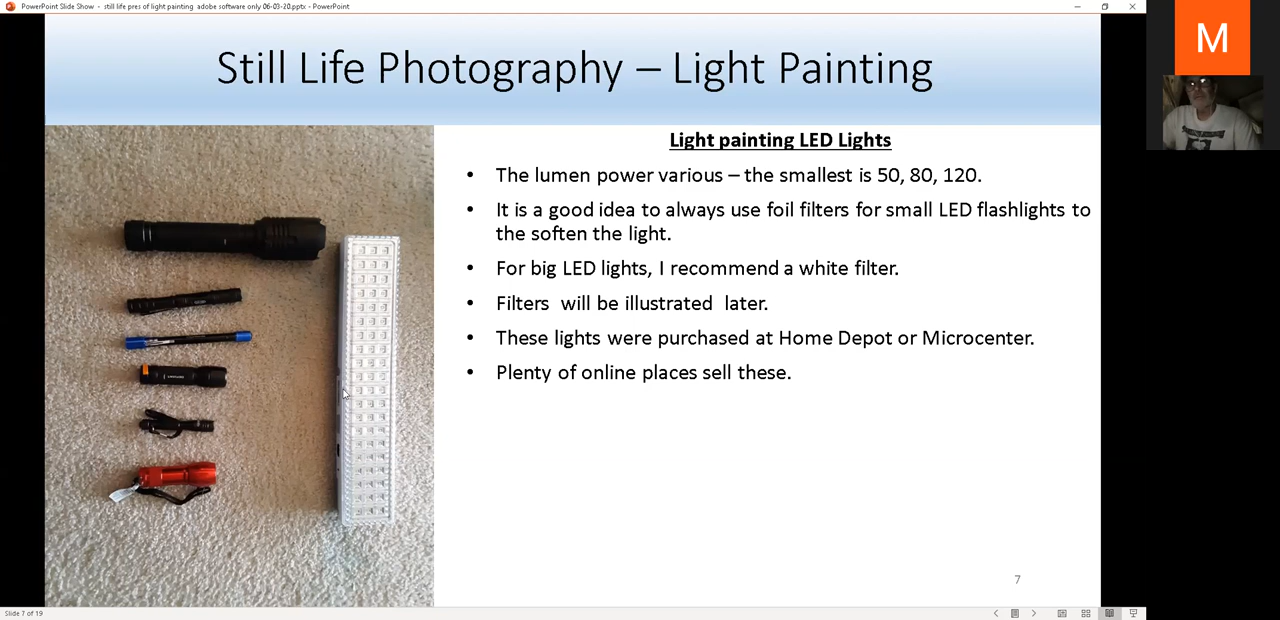 PowerPoint Slide Show - still life pres of light painting adobe software only 06-03-20.pptx - PowerPoint
M
Still Life Photography – Light Painting
Light painting LED Lights
• The lumen power various – the smallest is 50, 80, 120.
• It is a good idea to always use foil filters for small LED flashlights to
the soften the light.
• For big LED lights, I recommend a white filter.
• Filters will be illustrated later.
• These lights were purchased at Home Depot or Microcenter.
• Plenty of online places sell these.
7
Slide 7 of 19